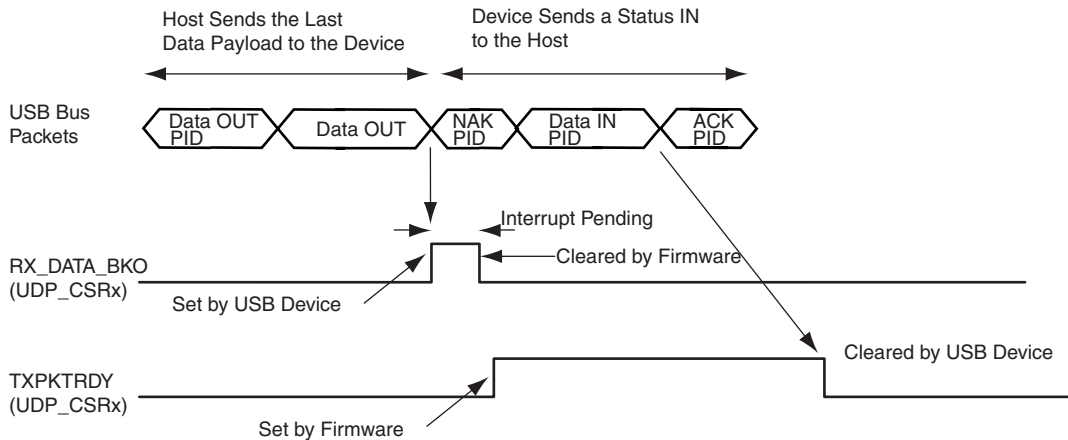 Host Sends the Last
Data Payload to the Device
Device Sends a Status IN
to the Host
USB Bus
Packets
Data OUT
PID
Data OUT
NAK
PID
Data IN
PID
ACK
PID
Interrupt Pending
RX_DATA_BKO
(UDP_CSRx)
Cleared by Firmware
Set by USB Device
Cleared by USB Device
TXPKTRDY
(UDP_CSRx)
Set by Firmware